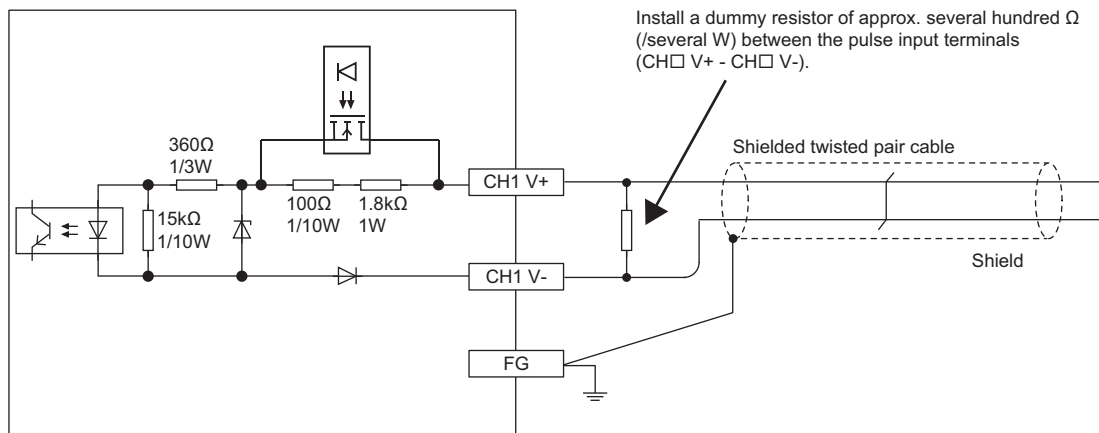 Install a dummy resistor of approx. several hundred Ω
(/several W) between the pulse input terminals
(CH□ V+ - CH□ V-).
360Ω
1/3W
Shielded twisted pair cable
CH1 V+
15kΩ
1/10W
100Ω
1/10W
1.8kΩ
1W
Shield
CH1 V-
FG